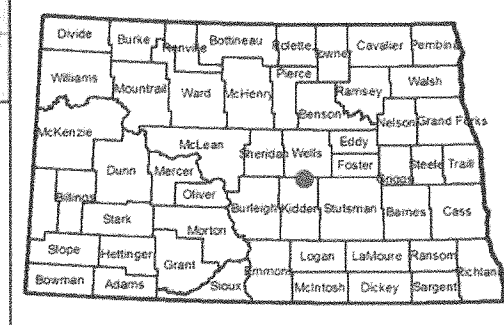 Divide Burke Renville Bottineau Rolette Towner Cavalier Pembina
Williams Mountrail Ward McHenry Pierce Ramsey Walsh
Benson Nelson Grand Forks
McKenzie McLean Sheridan Wells Eddy
Dunn Mercer Foster Griggs Steele Traill
Billings Oliver Burleigh Kidder Stutsman Barnes Cass
Stark Morton
Slope Hettinger Grant Emmons Logan LaMoure Ransom Richland
Bowman Adams Sioux McIntosh Dickey Sargent